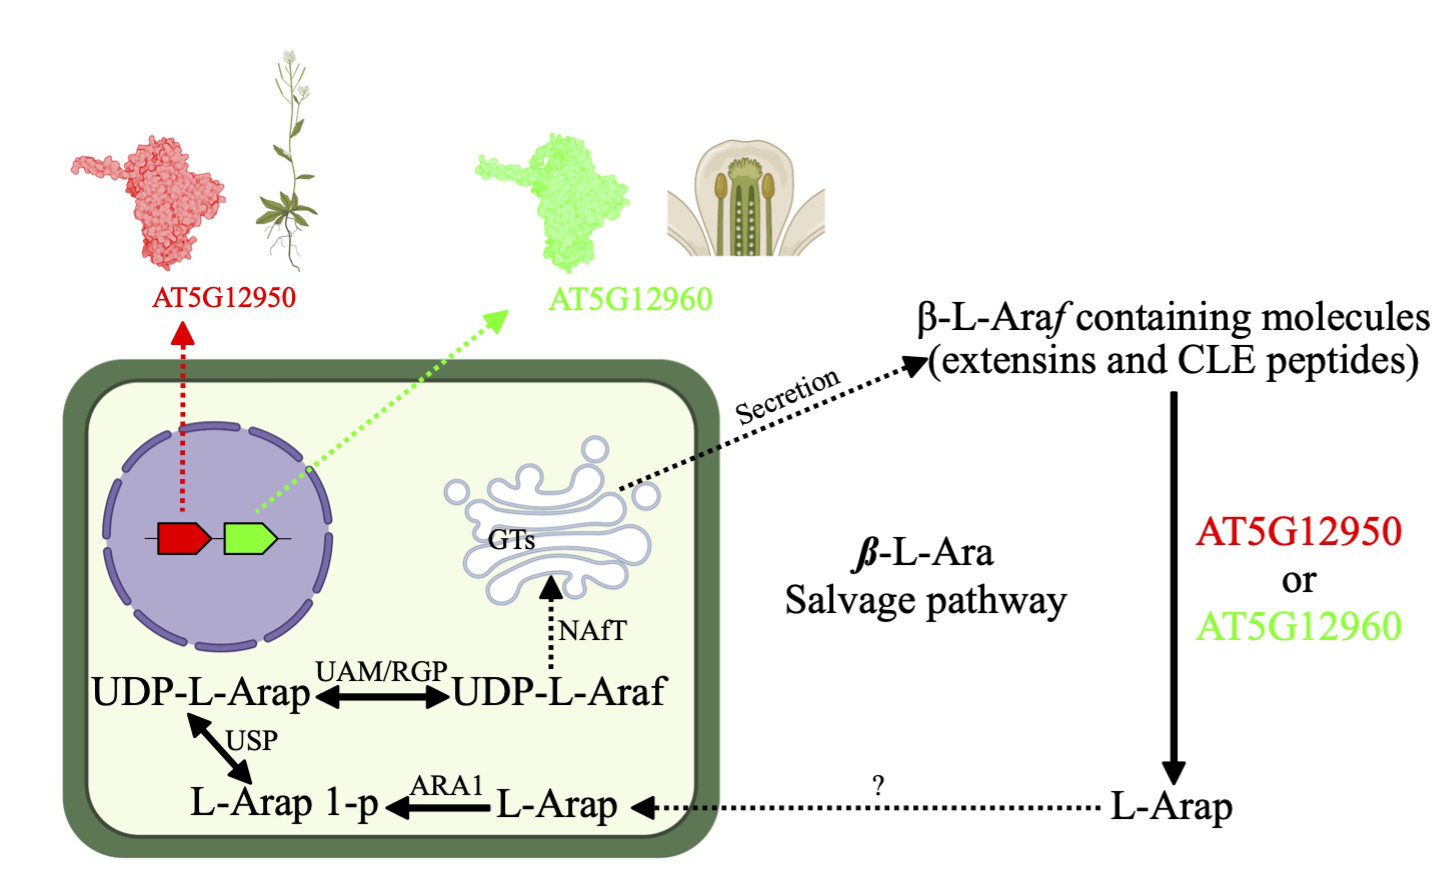 AT5G12950
AT5G12960
β-L-Araf containing molecules
(extensins and CLE peptides)
Secretion
GTs
ß-L-Ara
Salvage pathway
AT5G12950
or
AT5G12960
NAfT
UDP-L-Arap
UAM/RGP
UDP-L-Araf
USP
L-Arap 1-p
ARA1
L-Arap
?
L-Arap